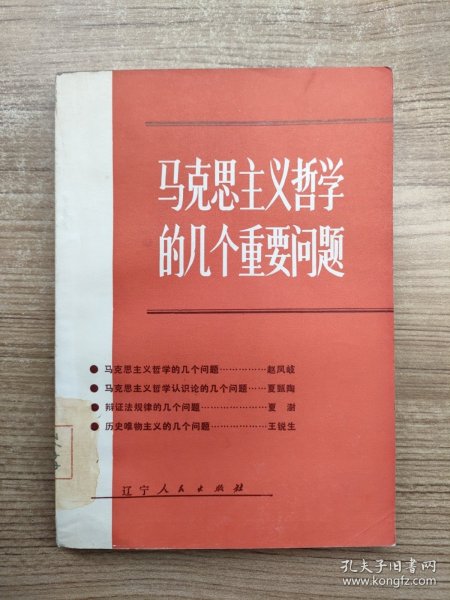 马克思主义哲学
的几个重要问题
● 马克思主义哲学的几个问题……………赵凤岐
● 马克思主义哲学认识论的几个问题……夏甄陶
● 辩证法规律的几个问题…………………夏 澍
● 历史唯物主义的几个问题………………王锐生
辽宁人民出版社
孔夫子旧书网
www.kongfz.com